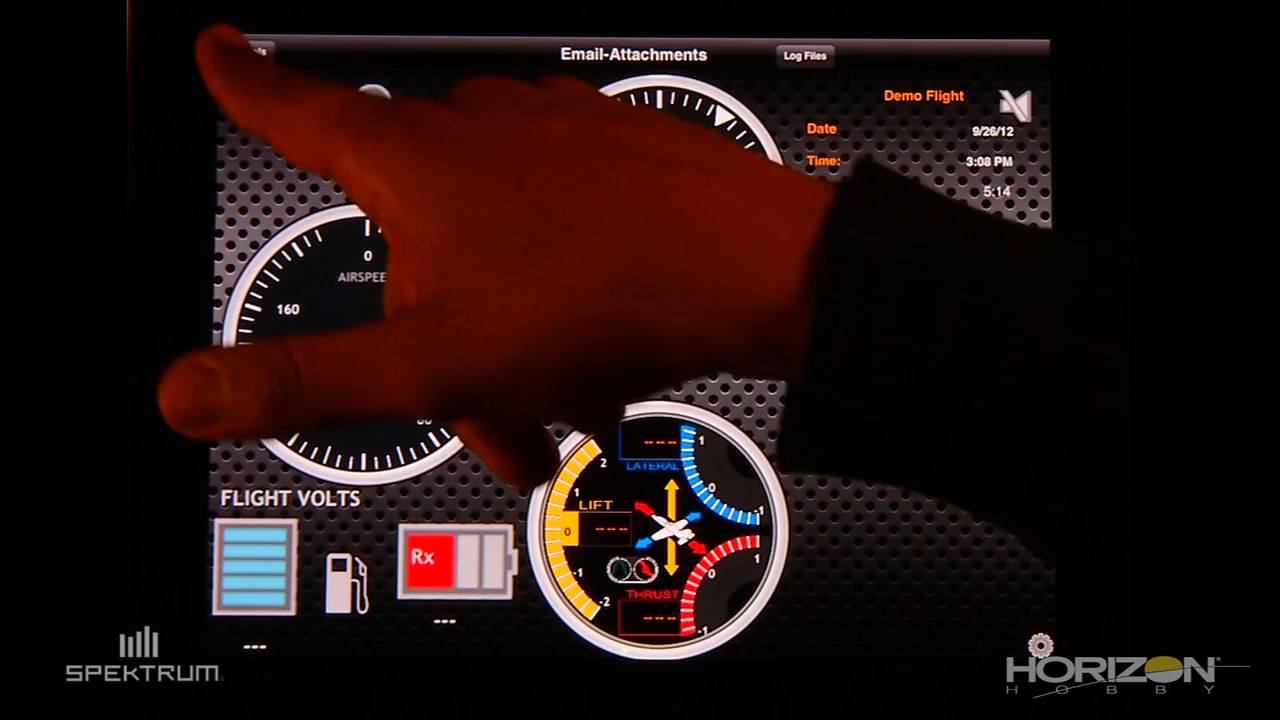 Email-Attachments
Log Files
Demo Flight
Date
9/26/12
Time:
3:08 PM
5:14
0
AIRSPEE
160
FLIGHT VOLTS
Rx
---
---
2
1
0
-1
-2
LIFT
---
---
LATERAL
1
0
-1
THRUST
---
1
0
-1
SPEKTRUM
HORIZON
HOBBY